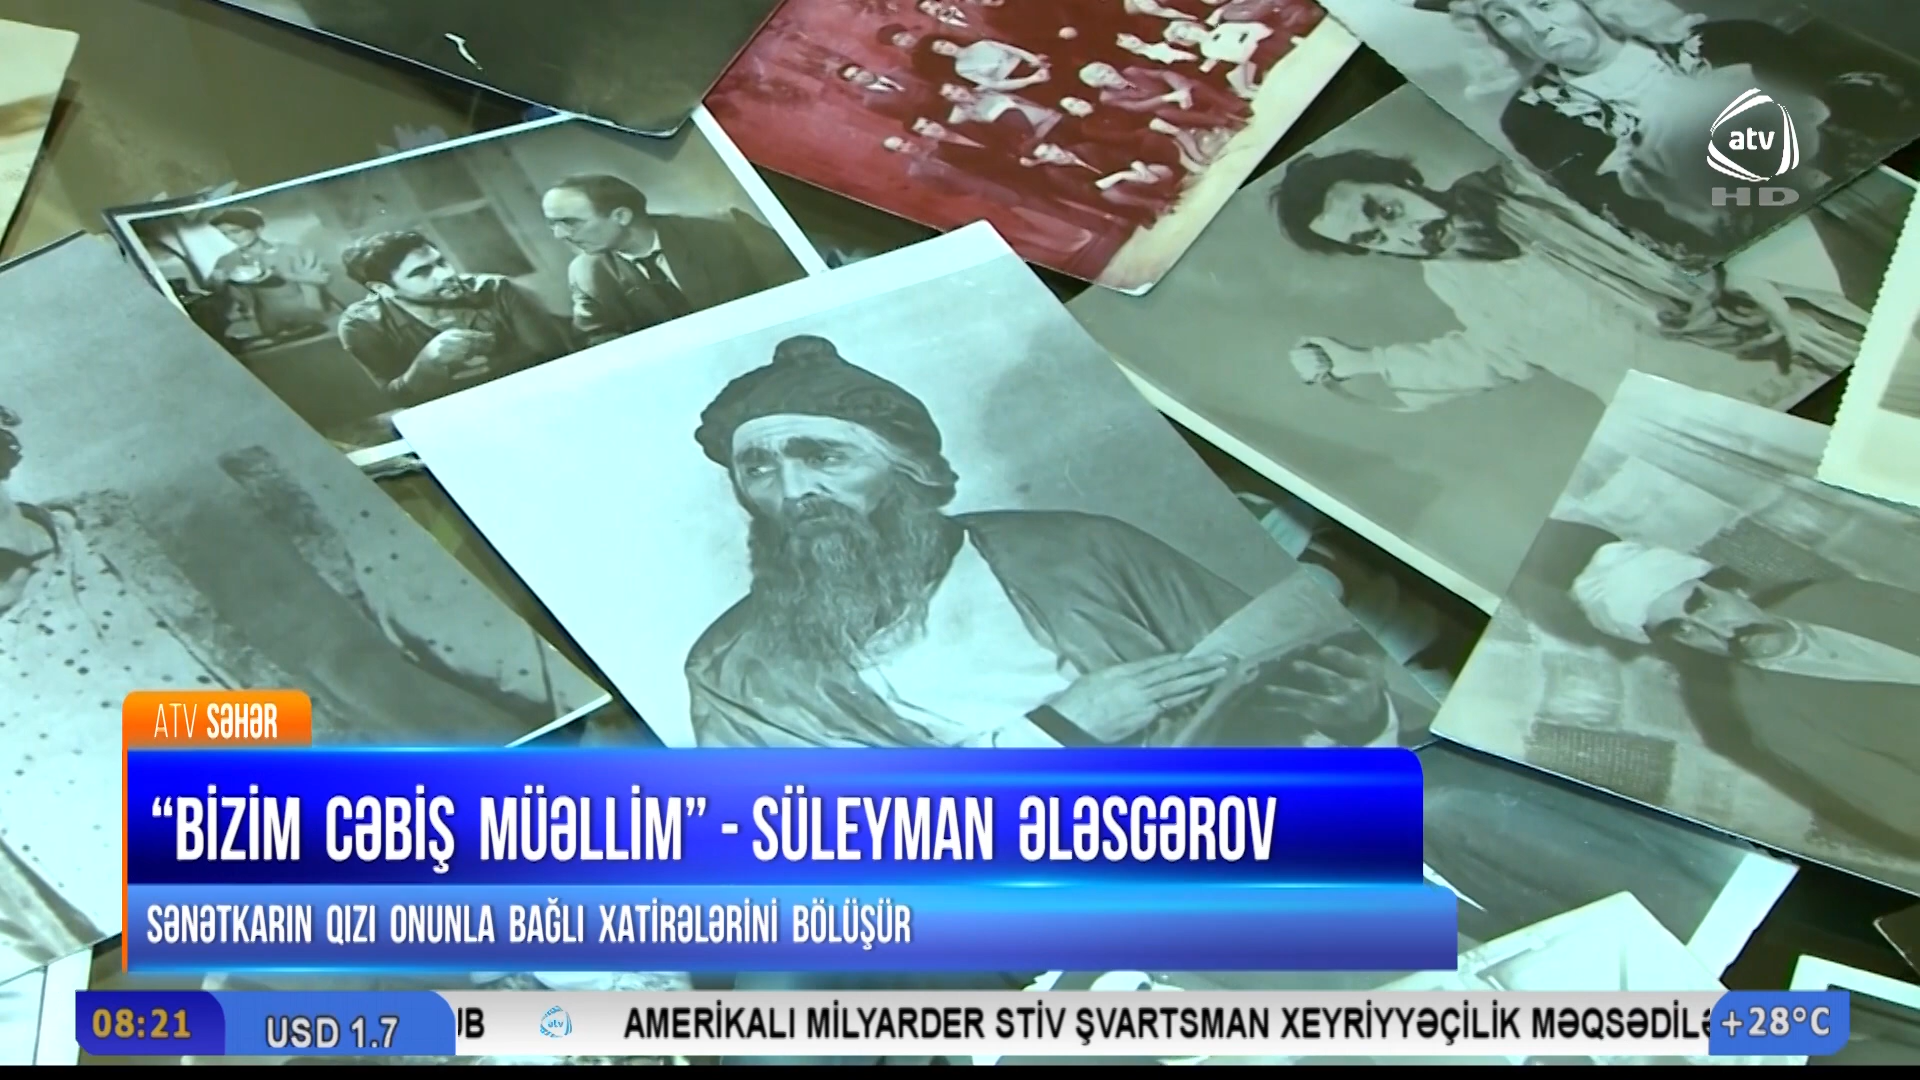 atv
HD
ATV SƏHƏR
“BİZİM CƏBİŞ MÜƏLLİM” - SÜLEYMAN ƏLƏSGƏROV
SƏNƏTKARIN QIZI ONUNLA BAĞLI XATİRƏLƏRİNİ BÖLÜŞÜR
08:21 USD 1.7 atv AMERİKALI MİLYARDER STİV ŞVARTSMAN XEYRİYYƏÇİLİK MƏQSƏDİLƏ +28°C